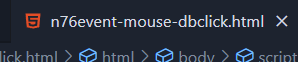 n76event-mouse-dbclick.html
lick.html > html > body > script